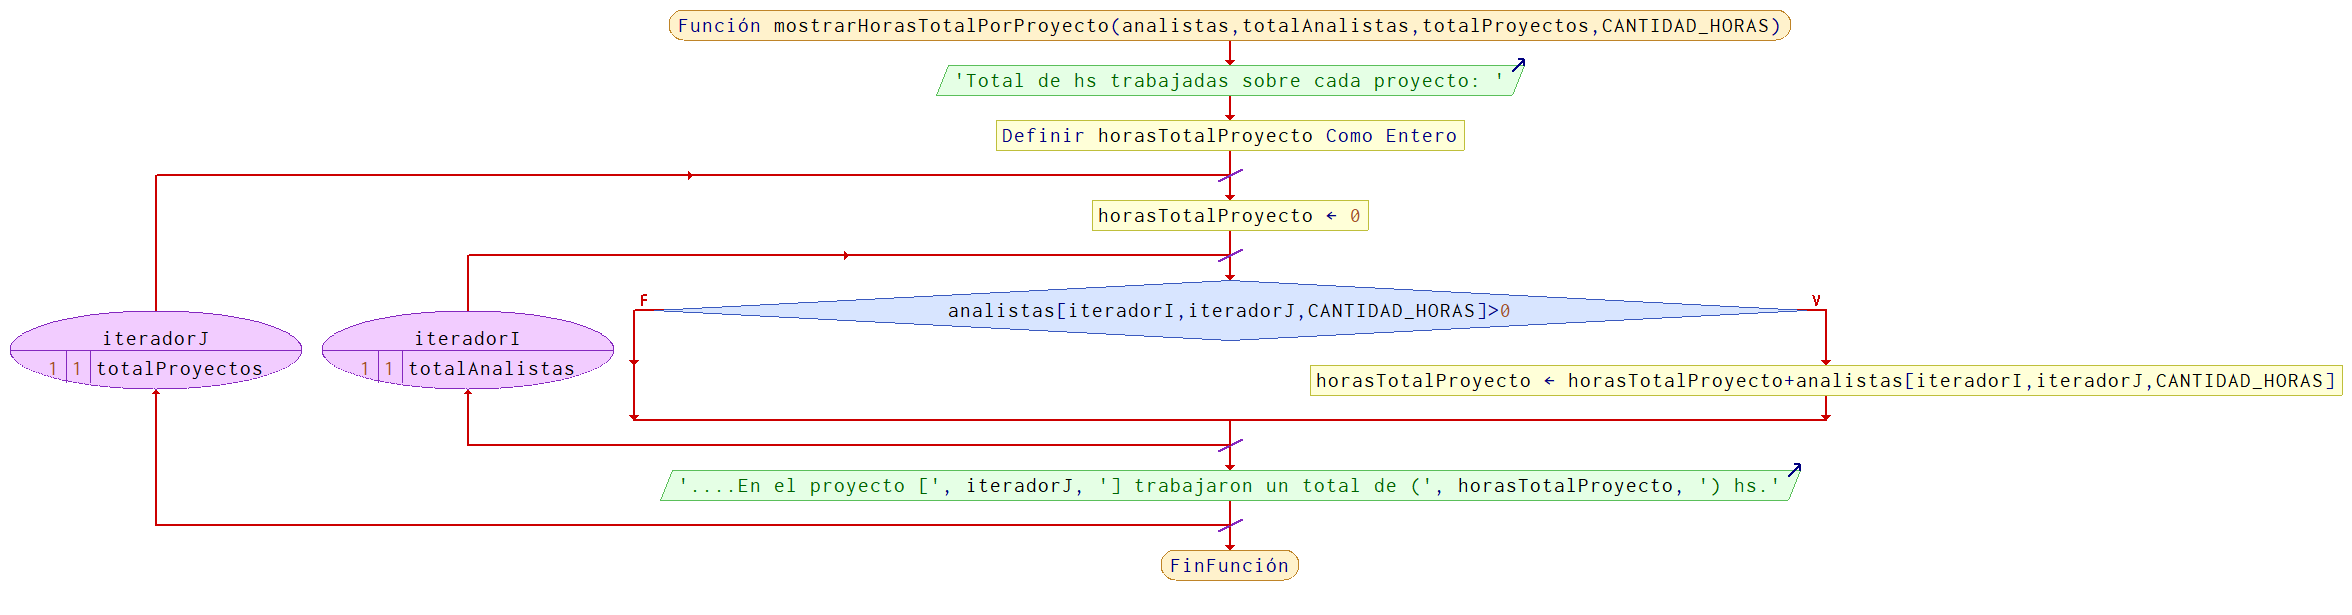 Función mostrarHorasTotalPorProyecto(analistas,totalAnalistas,totalProyectos,CANTIDAD_HORAS)
'Total de hs trabajadas sobre cada proyecto: '
Definir horasTotalProyecto Como Entero
horasTotalProyecto ← 0
iteradorJ
1 1 totalProyectos
iteradorI
1 1 totalAnalistas
F
analistas[iteradorI,iteradorJ,CANTIDAD_HORAS]>0
V
horasTotalProyecto ← horasTotalProyecto+analistas[iteradorI,iteradorJ,CANTIDAD_HORAS]
'....En el proyecto [', iteradorJ, '] trabajaron un total de (', horasTotalProyecto, ') hs.'
FinFunción